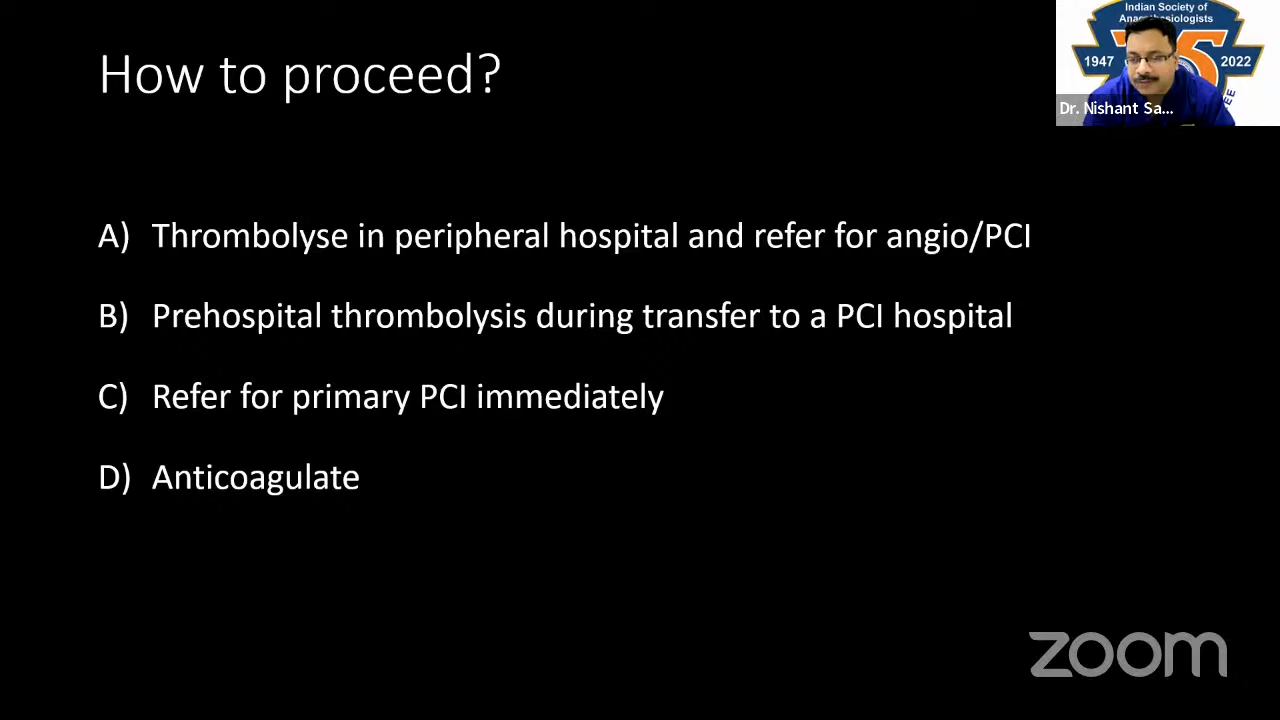 How to proceed?
A) Thrombolyse in peripheral hospital and refer for angio/PCI
B) Prehospital thrombolysis during transfer to a PCI hospital
C) Refer for primary PCI immediately
D) Anticoagulate
Indian Society of
1947 2022
Dr. Nishant Sa...
zoom